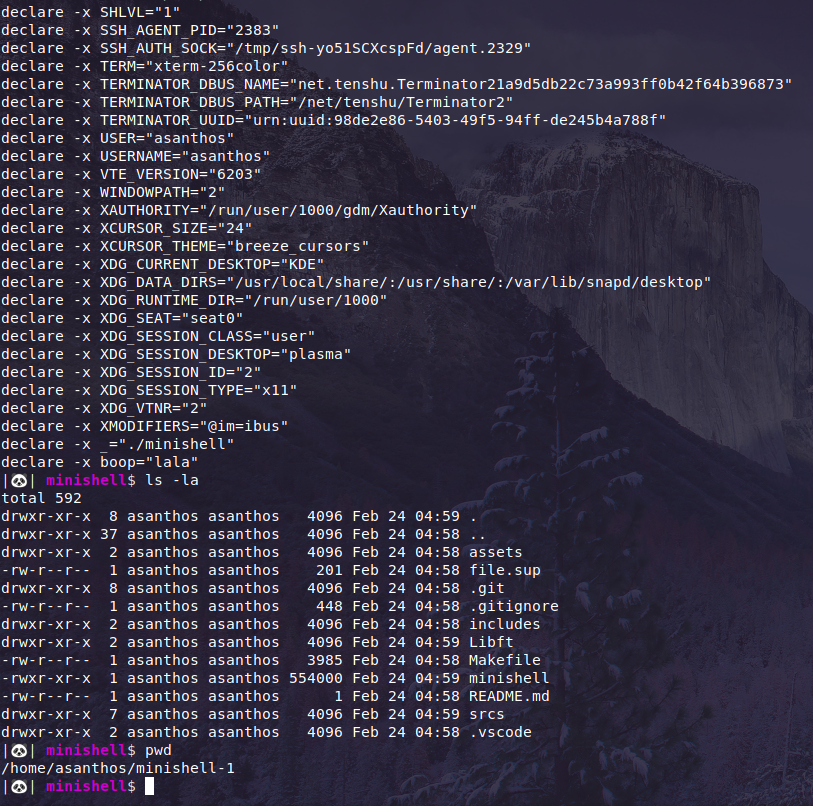 declare -x SHLVL="1"
declare -x SSH_AGENT_PID="2383"
declare -x SSH_AUTH_SOCK="/tmp/ssh-yo51SCXcspFd/agent.2329"
declare -x TERM="xterm-256color"
declare -x TERMINATOR_DBUS_NAME="net.tenshu.Terminator21a9d5db22c73a993ff0b42f64b396873"
declare -x TERMINATOR_DBUS_PATH="/net/tenshu/Terminator2"
declare -x TERMINATOR_UUID="urn:uuid:98de2e86-5403-49f5-94ff-de245b4a788f"
declare -x USER="asanthos"
declare -x USERNAME="asanthos"
declare -x VTE_VERSION="6203"
declare -x WINDOWPATH="2"
declare -x XAUTHORITY="/run/user/1000/gdm/Xauthority"
declare -x XCURSOR_SIZE="24"
declare -x XCURSOR_THEME="breeze_cursors"
declare -x XDG_CURRENT_DESKTOP="KDE"
declare -x XDG_DATA_DIRS="/usr/local/share/:/usr/share/:/var/lib/snapd/desktop"
declare -x XDG_RUNTIME_DIR="/run/user/1000"
declare -x XDG_SEAT="seat0"
declare -x XDG_SESSION_CLASS="user"
declare -x XDG_SESSION_DESKTOP="plasma"
declare -x XDG_SESSION_ID="2"
declare -x XDG_SESSION_TYPE="x11"
declare -x XDG_VTNR="2"
declare -x XMODIFIERS="@im=ibus"
declare -x _="./minishell"
declare -x boop="lala"
|🐼| minishell$ ls -la
total 592
drwxr-xr-x  8 asanthos asanthos   4096 Feb 24 04:59 .
drwxr-xr-x 37 asanthos asanthos   4096 Feb 24 04:58 ..
drwxr-xr-x  2 asanthos asanthos   4096 Feb 24 04:58 assets
-rw-r--r--  1 asanthos asanthos    201 Feb 24 04:58 file.sup
drwxr-xr-x  8 asanthos asanthos   4096 Feb 24 04:59 .git
-rw-r--r--  1 asanthos asanthos    448 Feb 24 04:58 .gitignore
drwxr-xr-x  2 asanthos asanthos   4096 Feb 24 04:58 includes
drwxr-xr-x  2 asanthos asanthos   4096 Feb 24 04:59 Libft
-rw-r--r--  1 asanthos asanthos   3985 Feb 24 04:58 Makefile
-rwxr-xr-x  1 asanthos asanthos 554000 Feb 24 04:59 minishell
-rw-r--r--  1 asanthos asanthos      1 Feb 24 04:58 README.md
drwxr-xr-x  7 asanthos asanthos   4096 Feb 24 04:59 srcs
drwxr-xr-x  2 asanthos asanthos   4096 Feb 24 04:58 .vscode
|🐼| minishell$ pwd
/home/asanthos/minishell-1
|🐼| minishell$